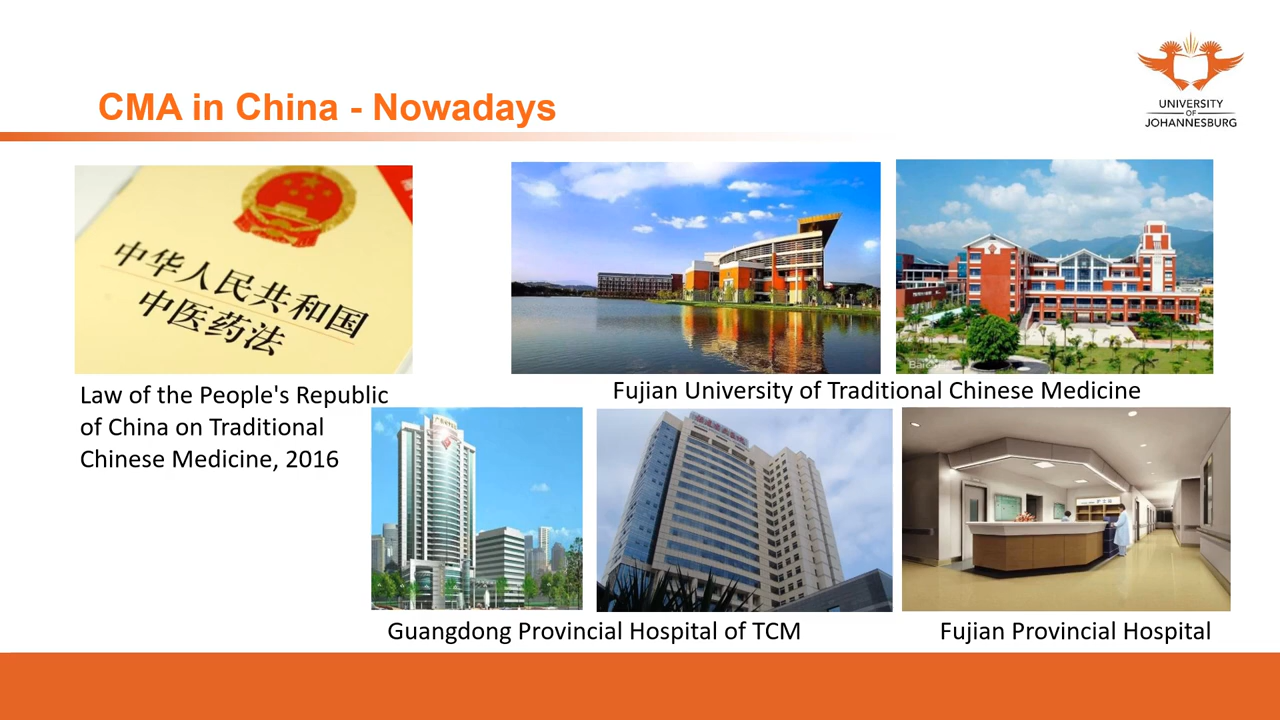 CMA in China - Nowadays
UNIVERSITY
OF
JOHANNESBURG
中华人民共和国
中医药法
Law of the People's Republic
of China on Traditional
Chinese Medicine, 2016
Fujian University of Traditional Chinese Medicine
Guangdong Provincial Hospital of TCM
Fujian Provincial Hospital